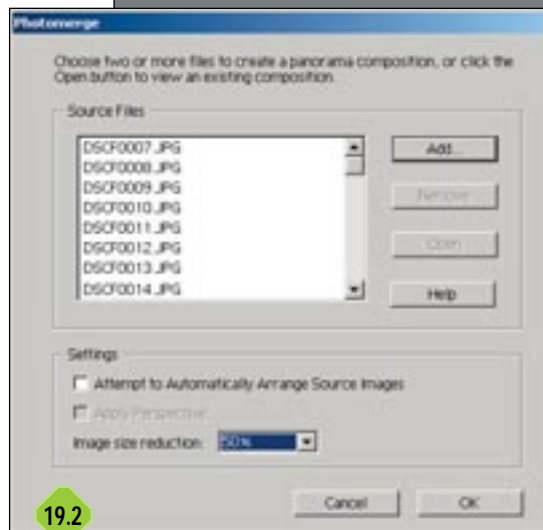 Photomerge
Choose two or more files to create a panorama composition, or click the
Open button to view an existing composition.
Source Files
DSCF0007.JPG
DSCF0008.JPG
DSCF0009.JPG
DSCF0010.JPG
DSCF0011.JPG
DSCF0012.JPG
DSCF0013.JPG
DSCF0014.JPG
Add...
Remove
Open
Help
Settings
Attempt to Automatically Arrange Source Images
Apply Perspective
Image size reduction: 50%
Cancel
OK
19.2